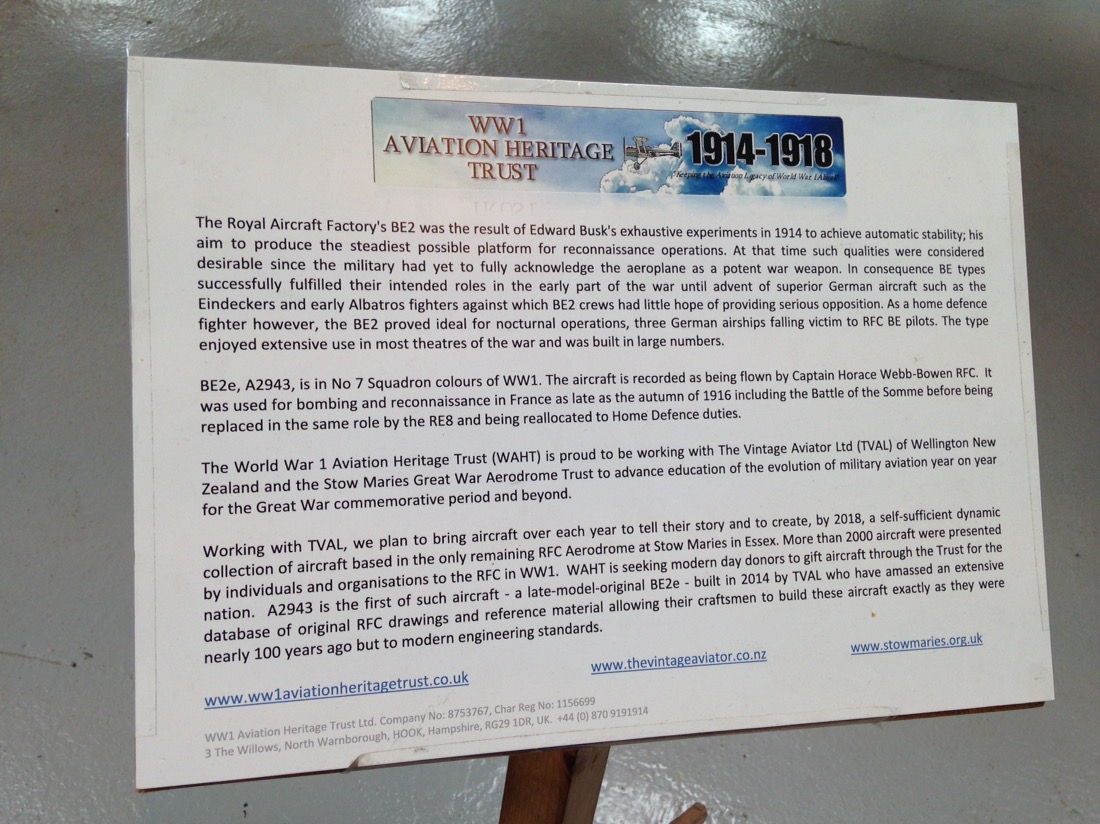 WW1
AVIATION HERITAGE
TRUST
1914-1918
"Keeping the Aviation Legacy of World War I Alive"
The Royal Aircraft Factory's BE2 was the result of Edward Busk's exhaustive experiments in 1914 to achieve automatic stability; his
aim to produce the steadiest possible platform for reconnaissance operations. At that time such qualities were considered
desirable since the military had yet to fully acknowledge the aeroplane as a potent war weapon. In consequence BE types
successfully fulfilled their intended roles in the early part of the war until advent of superior German aircraft such as the
Eindeckers and early Albatros fighters against which BE2 crews had little hope of providing serious opposition. As a home defence
fighter however, the BE2 proved ideal for nocturnal operations, three German airships falling victim to RFC BE pilots. The type
enjoyed extensive use in most theatres of the war and was built in large numbers.
BE2e, A2943, is in No 7 Squadron colours of WW1. The aircraft is recorded as being flown by Captain Horace Webb-Bowen RFC. It
was used for bombing and reconnaissance in France as late as the autumn of 1916 including the Battle of the Somme before being
replaced in the same role by the RE8 and being reallocated to Home Defence duties.
The World War 1 Aviation Heritage Trust (WAHT) is proud to be working with The Vintage Aviator Ltd (TVAL) of Wellington New
Zealand and the Stow Maries Great War Aerodrome Trust to advance education of the evolution of military aviation year on year
for the Great War commemorative period and beyond.
Working with TVAL, we plan to bring aircraft over each year to tell their story and to create, by 2018, a self-sufficient dynamic
collection of aircraft based in the only remaining RFC Aerodrome at Stow Maries in Essex. More than 2000 aircraft were presented
by individuals and organisations to the RFC in WW1. WAHT is seeking modern day donors to gift aircraft through the Trust for the
nation. A2943 is the first of such aircraft - a late-model-original BE2e - built in 2014 by TVAL who have amassed an extensive
database of original RFC drawings and reference material allowing their craftsmen to build these aircraft exactly as they were
nearly 100 years ago but to modern engineering standards.
www.ww1aviationheritagetrust.co.uk www.thevintageaviator.co.nz www.stowmaries.org.uk
WW1 Aviation Heritage Trust Ltd. Company No: 8753767, Char Reg No: 1156699
3 The Willows, North Warnborough, HOOK, Hampshire, RG29 1DR, UK. +44 (0) 870 9191914